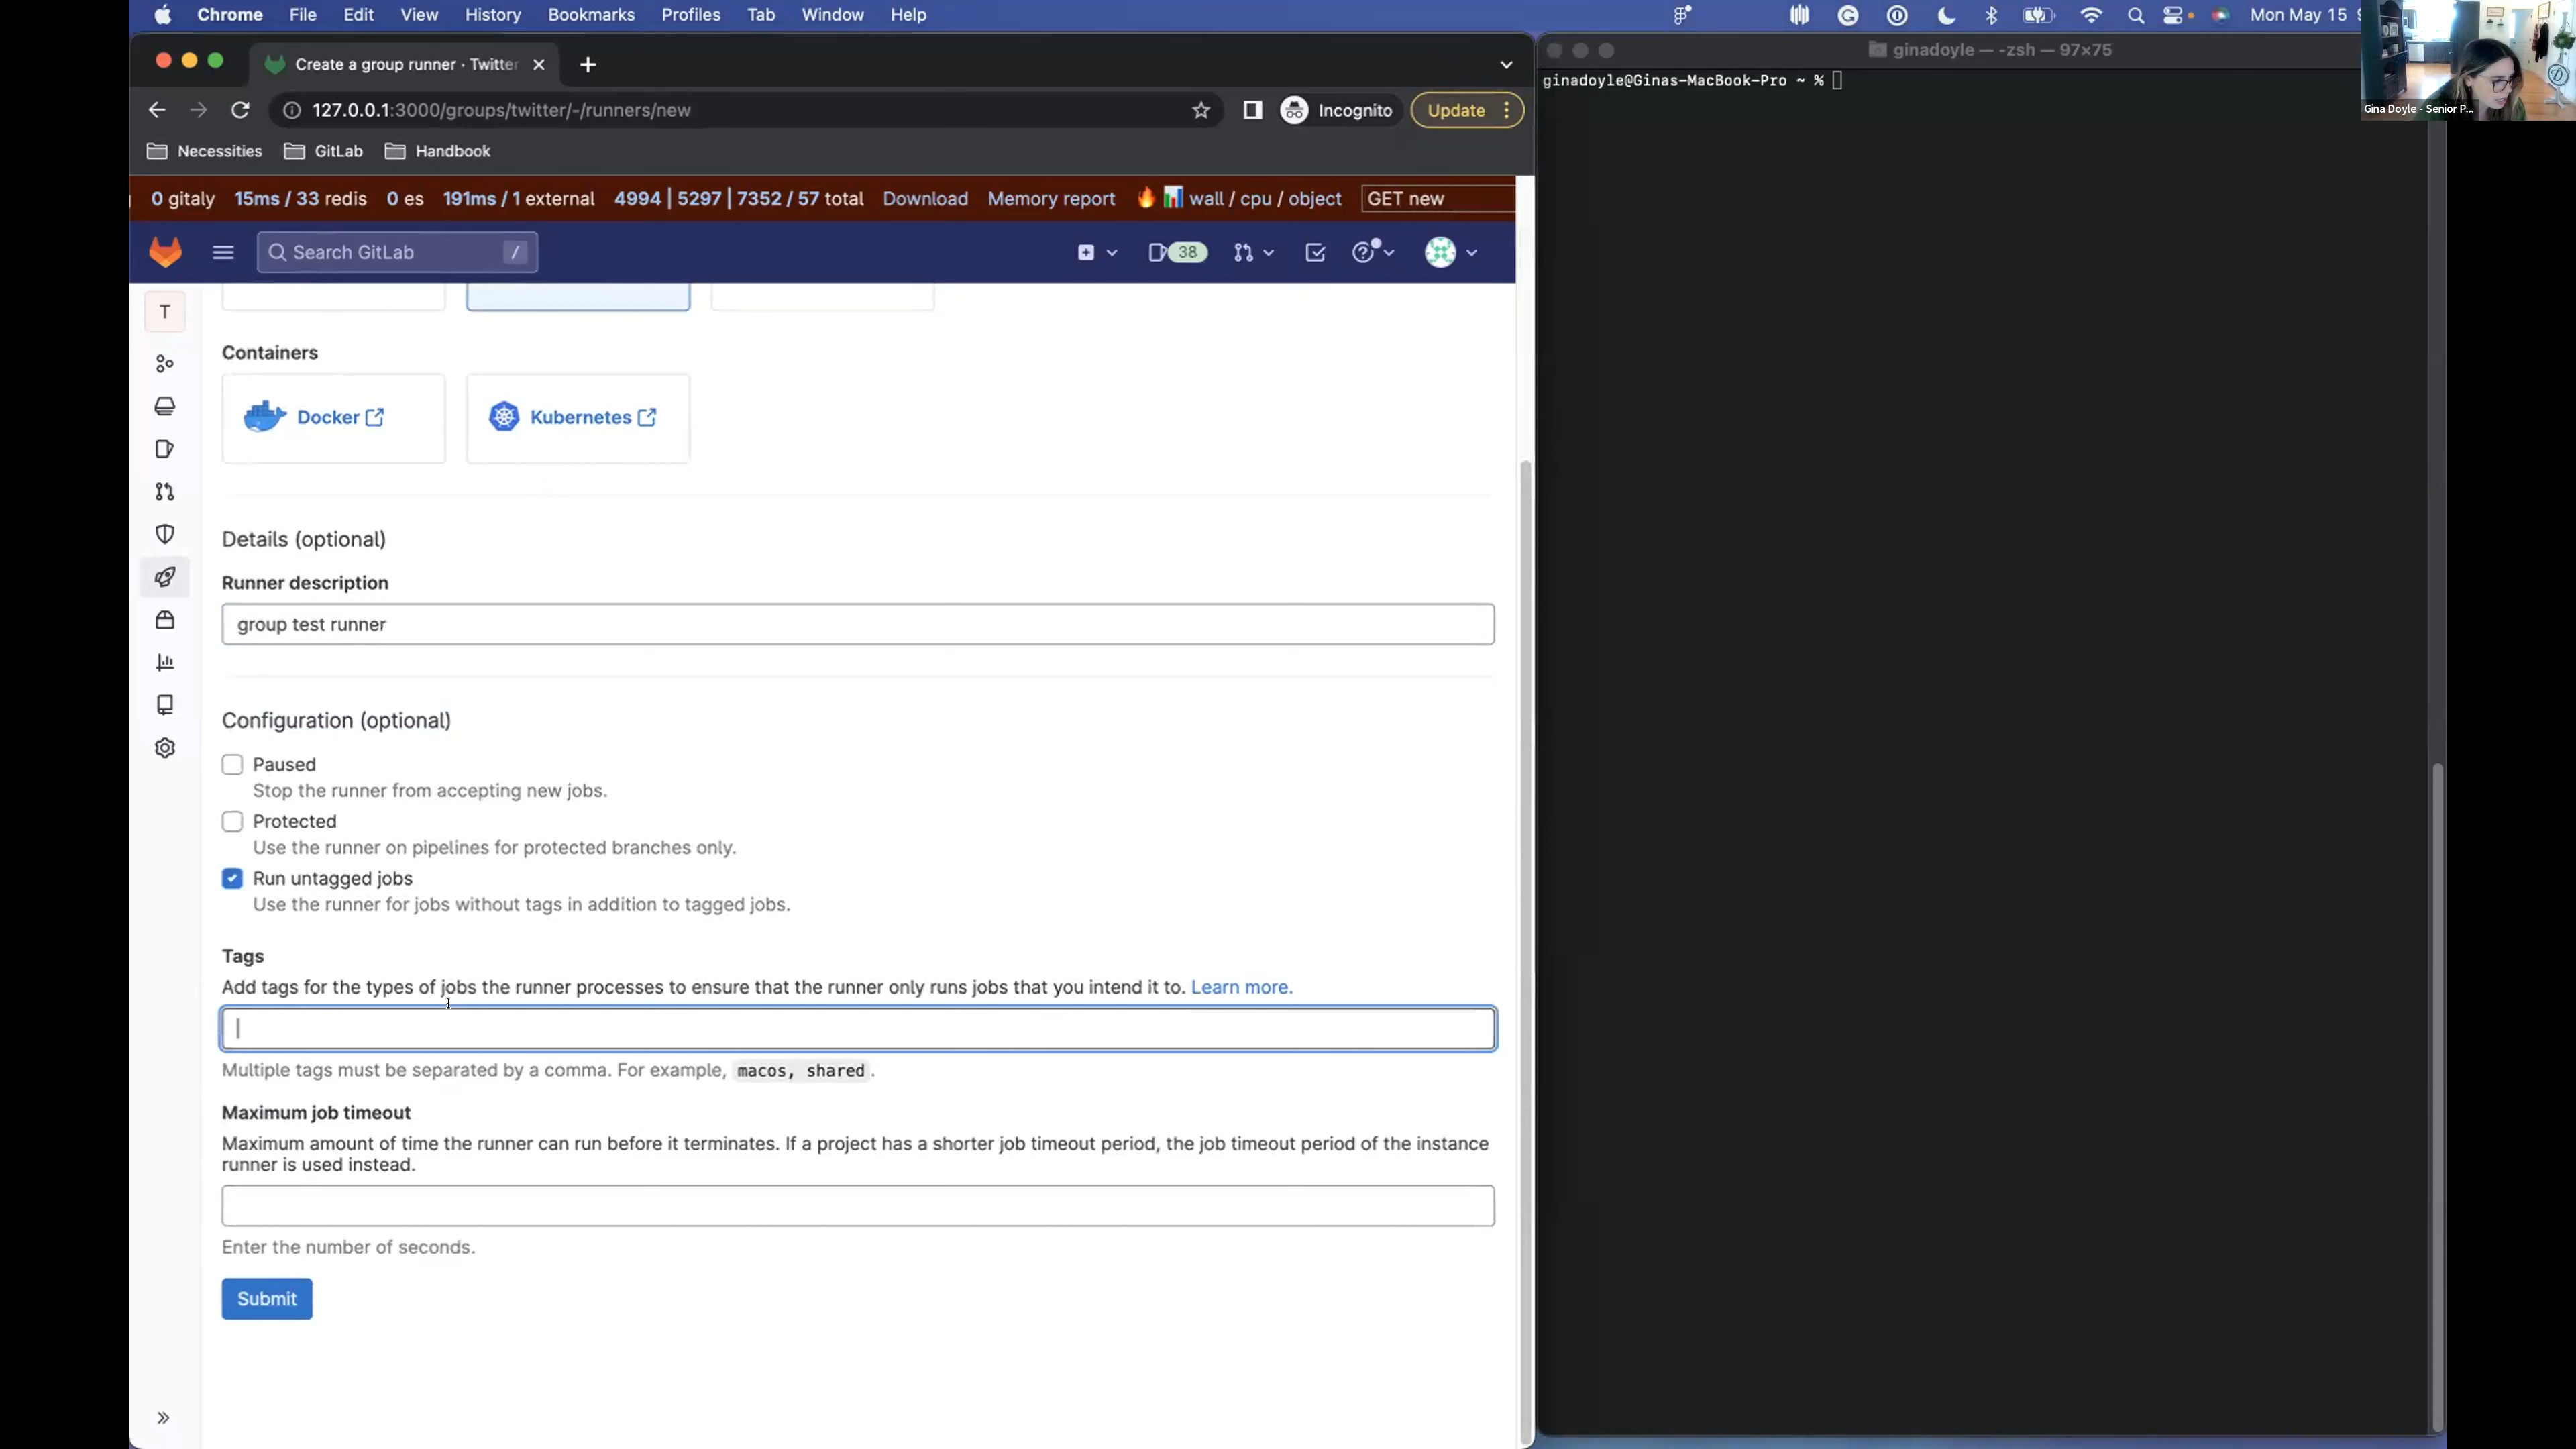 Chrome File Edit View History Bookmarks Profiles Tab Window Help
Mon May 15
Create a group runner · Twitter
ginadoyle — -zsh — 97×75
ginadoyle@Ginas-MacBook-Pro ~ %
Gina Doyle - Senior P...
127.0.0.1:3000/groups/twitter/-/runners/new
Incognito
Update
Necessities GitLab Handbook
0 gitaly 15ms / 33 redis 0 es 191ms / 1 external 4994 | 5297 | 7352 / 57 total Download Memory report 🔥 📊 wall / cpu / object GET new
Search GitLab /
38
T
Containers
Docker
Kubernetes
Details (optional)
Runner description
group test runner
Configuration (optional)
Paused
Stop the runner from accepting new jobs.
Protected
Use the runner on pipelines for protected branches only.
Run untagged jobs
Use the runner for jobs without tags in addition to tagged jobs.
Tags
Add tags for the types of jobs the runner processes to ensure that the runner only runs jobs that you intend it to. Learn more.
Multiple tags must be separated by a comma. For example, macos, shared.
Maximum job timeout
Maximum amount of time the runner can run before it terminates. If a project has a shorter job timeout period, the job timeout period of the instance
runner is used instead.
Enter the number of seconds.
Submit